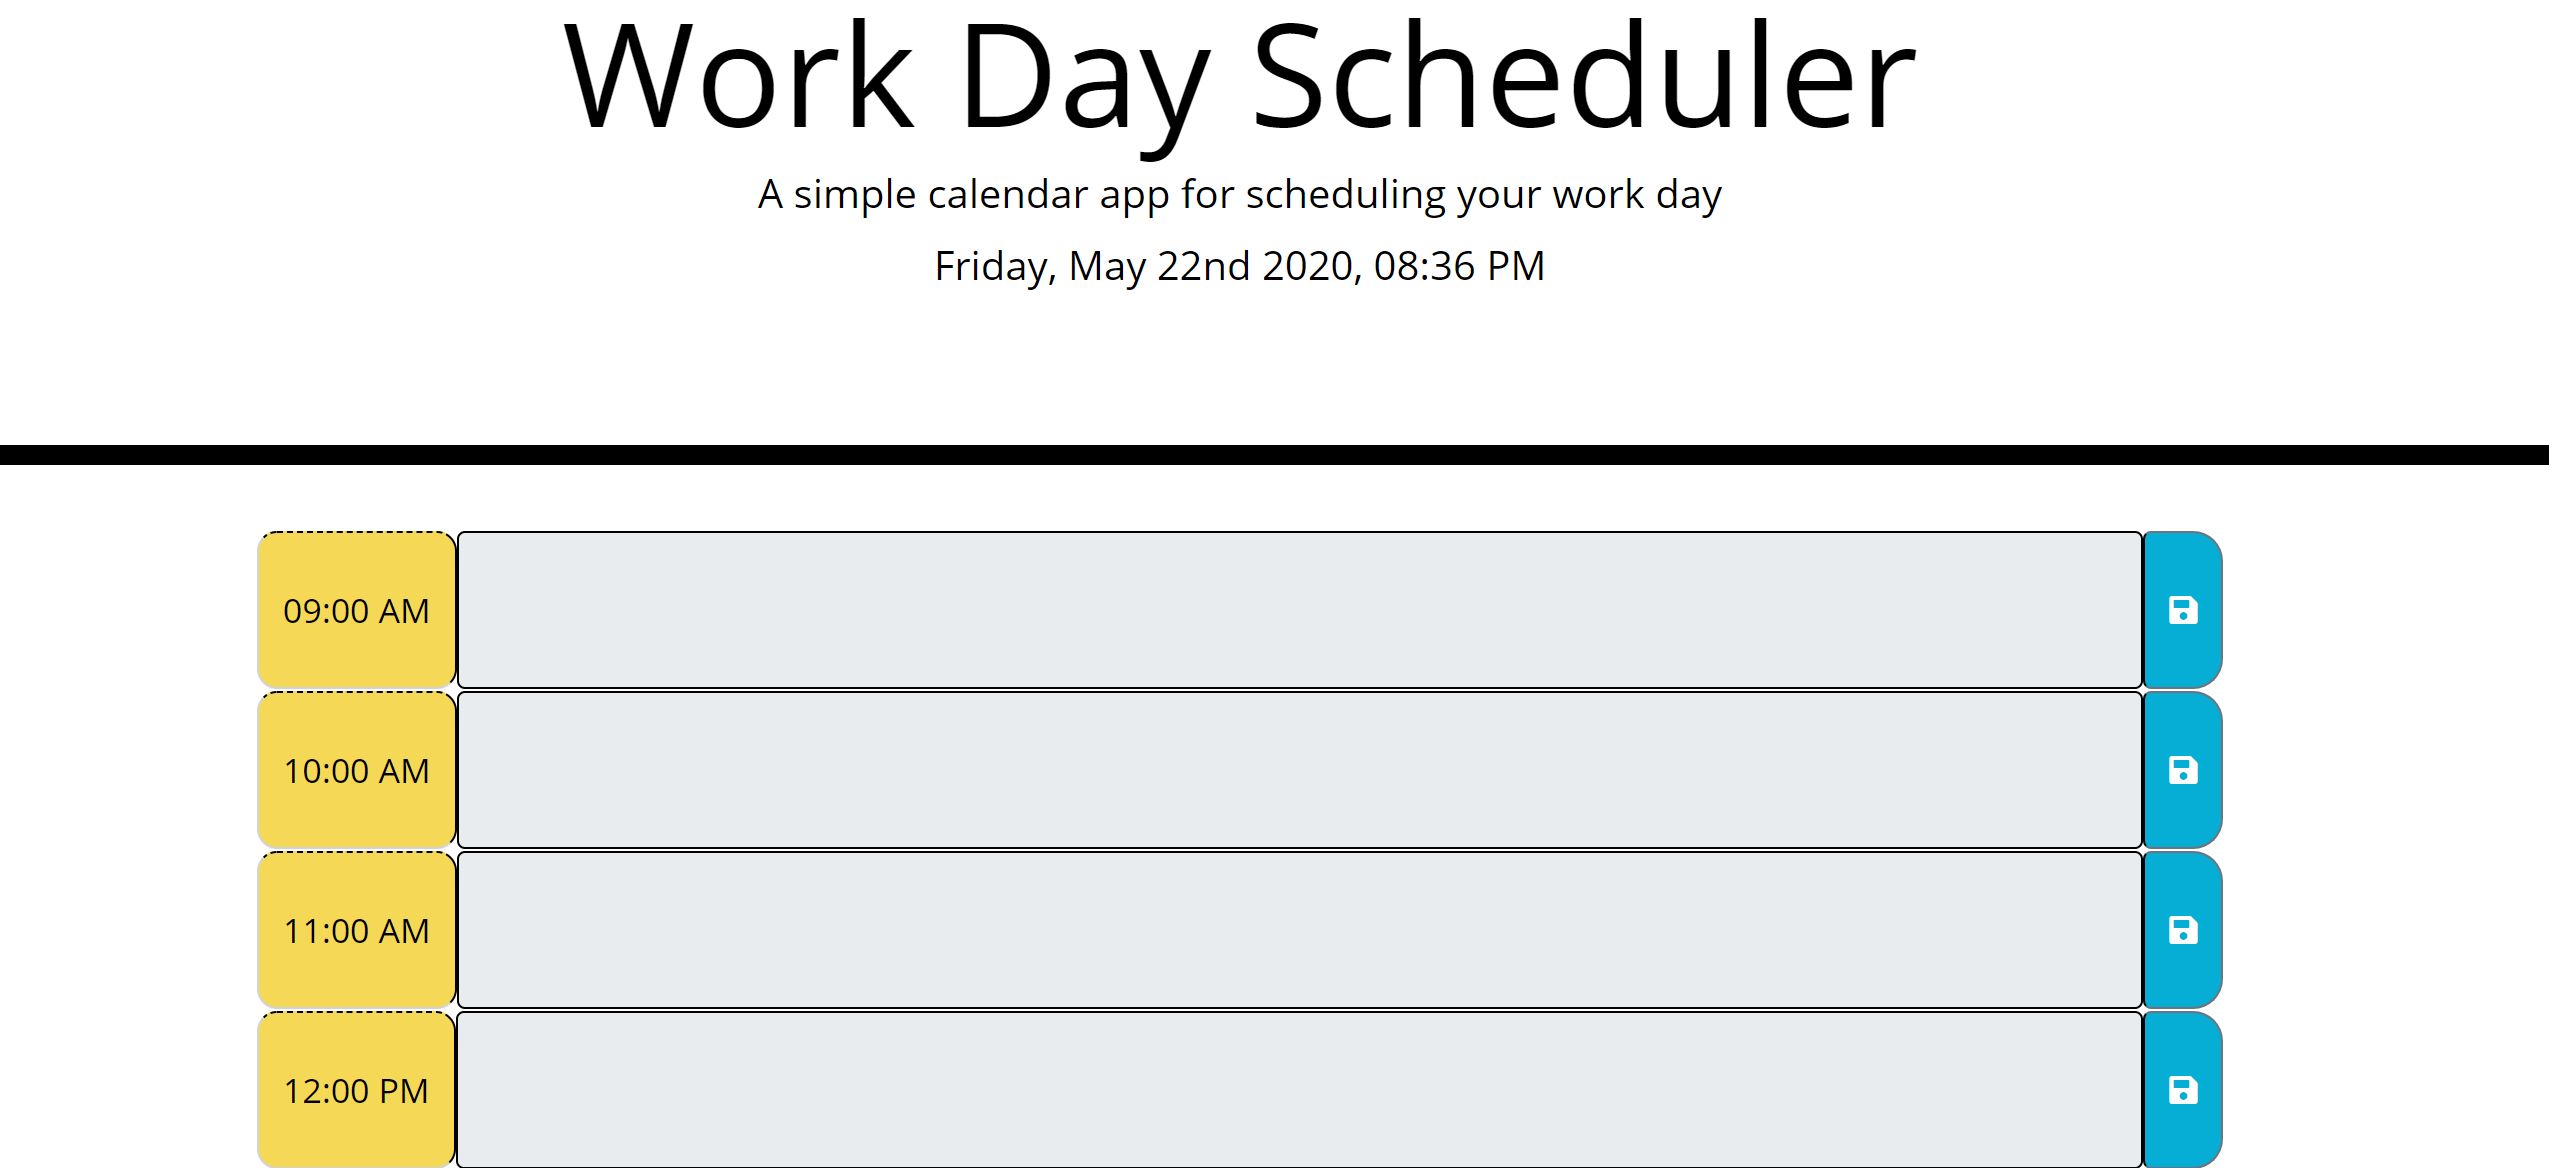 Work Day Scheduler
A simple calendar app for scheduling your work day
Friday, May 22nd 2020, 08:36 PM
09:00 AM
10:00 AM
11:00 AM
12:00 PM